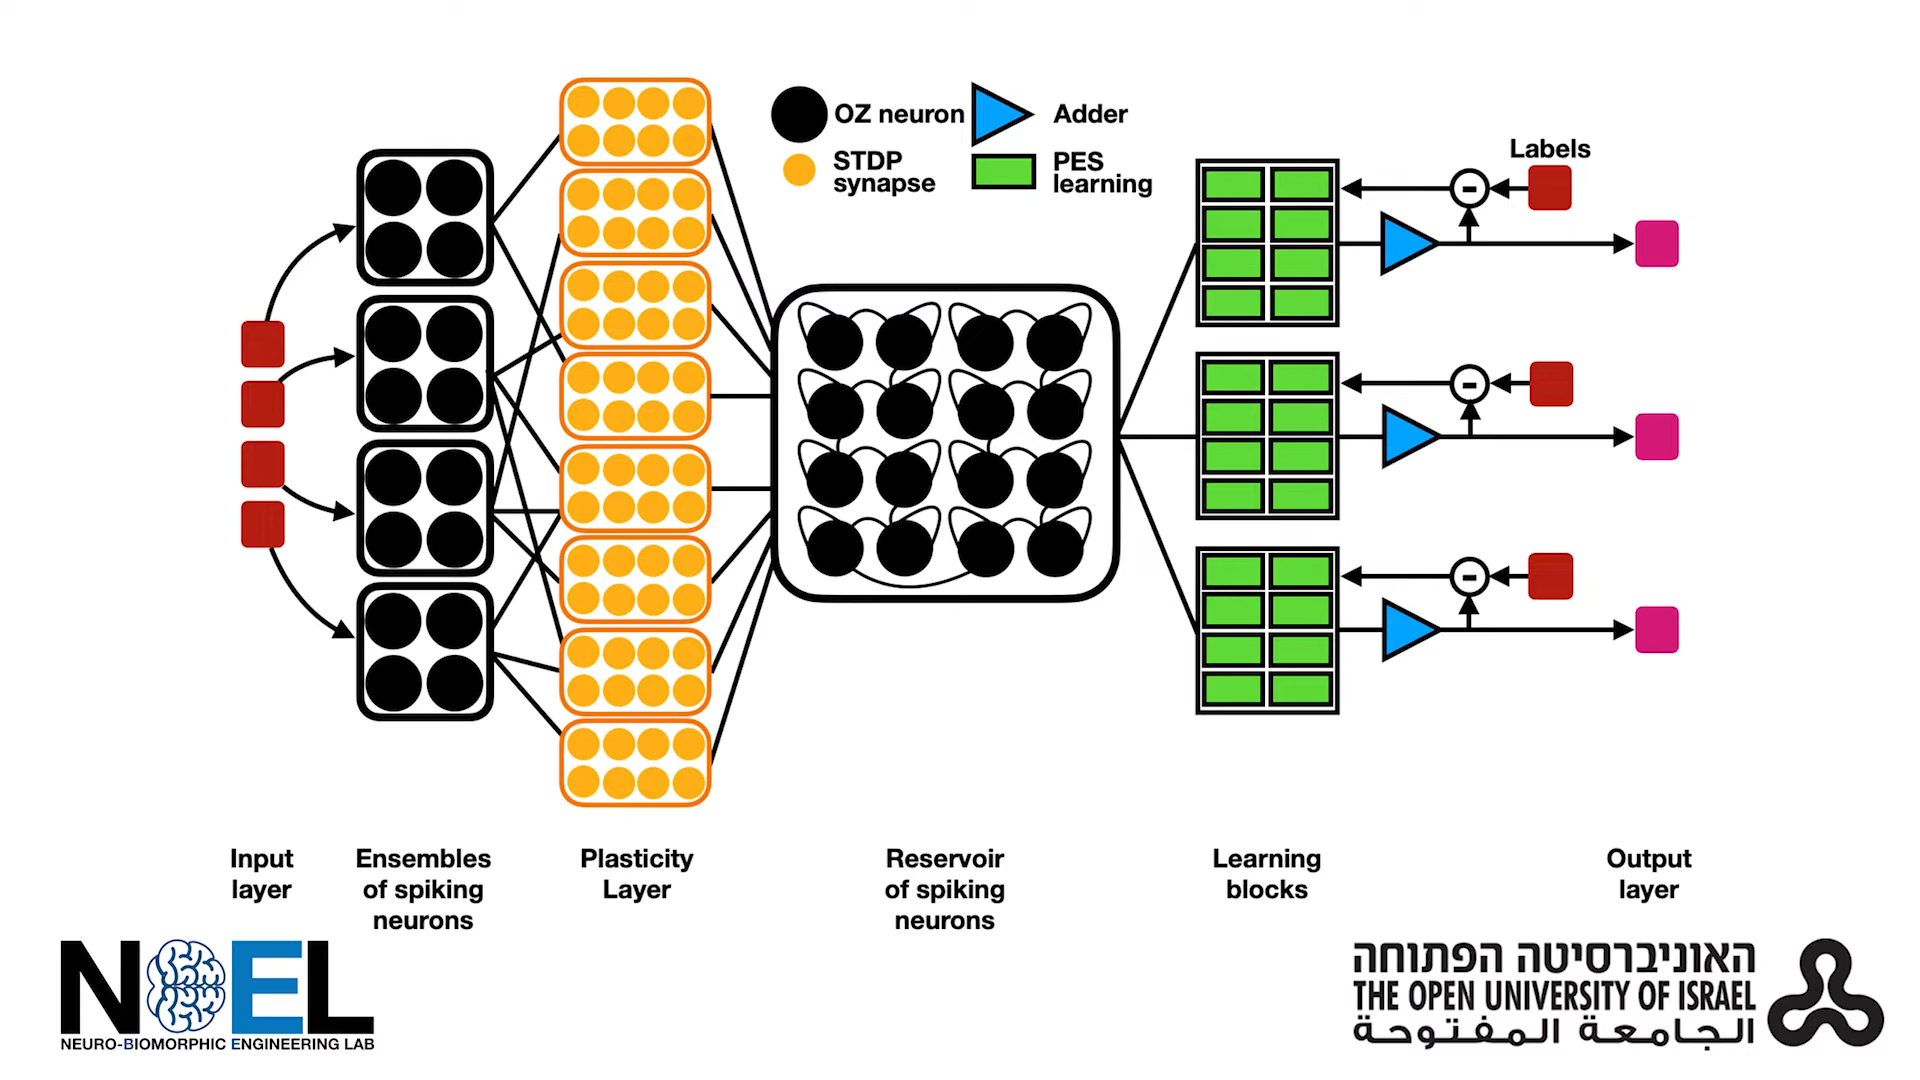 OZ neuron
Adder
STDP
synapse
PES
learning
Labels
-
-
-
Input
layer
Ensembles
of spiking
neurons
Plasticity
Layer
Reservoir
of spiking
neurons
Learning
blocks
Output
layer
NOEL
NEURO-BIOMORPHIC ENGINEERING LAB
האוניברסיטה הפתוחה
THE OPEN UNIVERSITY OF ISRAEL
الجامعة المفتوحة